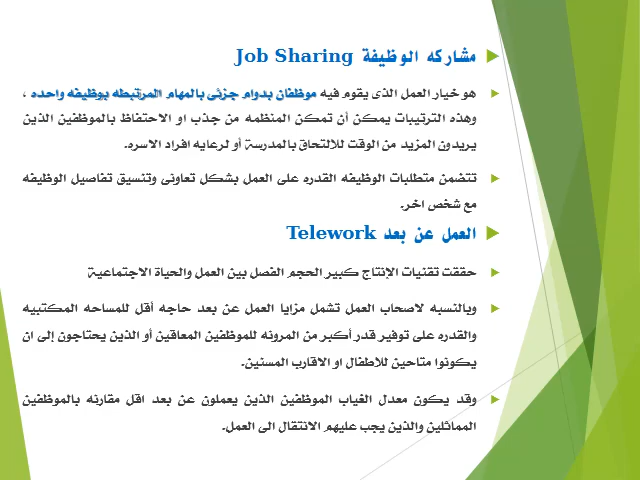 مشاركه الوظيفة Job Sharing
هو خيار العمل الذى يقوم فيه موظفان بدوام جزئى بالمهام المرتبطه بوظيفه واحده ،
وهذه الترتيبات يمكن أن تمكن المنظمه من جذب او الاحتفاظ بالموظفين الذين
يريدون المزيد من الوقت للالتحاق بالمدرسة أو لرعايه افراد الاسره.
تتضمن متطلبات الوظيفه القدره على العمل بشكل تعاونى وتنسيق تفاصيل الوظيفه
مع شخص اخر.
العمل عن بعد Telework
حققت تقنيات الإنتاج كبير الحجم الفصل بين العمل والحياة الاجتماعية
وبالنسبه لاصحاب العمل تشمل مزايا العمل عن بعد حاجه أقل للمساحه المكتبيه
والقدره على توفير قدر أكبر من المرونه للموظفين المعاقين أو الذين يحتاجون إلى ان
يكونوا متاحين للاطفال او الاقارب المسنين.
وقد يكون معدل الغياب الموظفين الذين يعملون عن بعد اقل مقارنه بالموظفين
المماثلين والذين يجب عليهم الانتقال الى العمل.